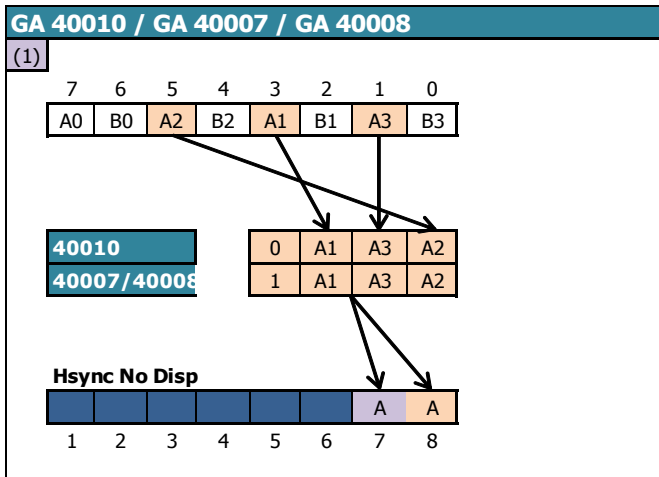 GA 40010 / GA 40007 / GA 40008
(1)
7 6 5 4 3 2 1 0
A0 B0 A2 B2 A1 B1 A3 B3
40010 0 A1 A3 A2
40007/40008 1 A1 A3 A2
Hsync No Disp
A A
1 2 3 4 5 6 7 8